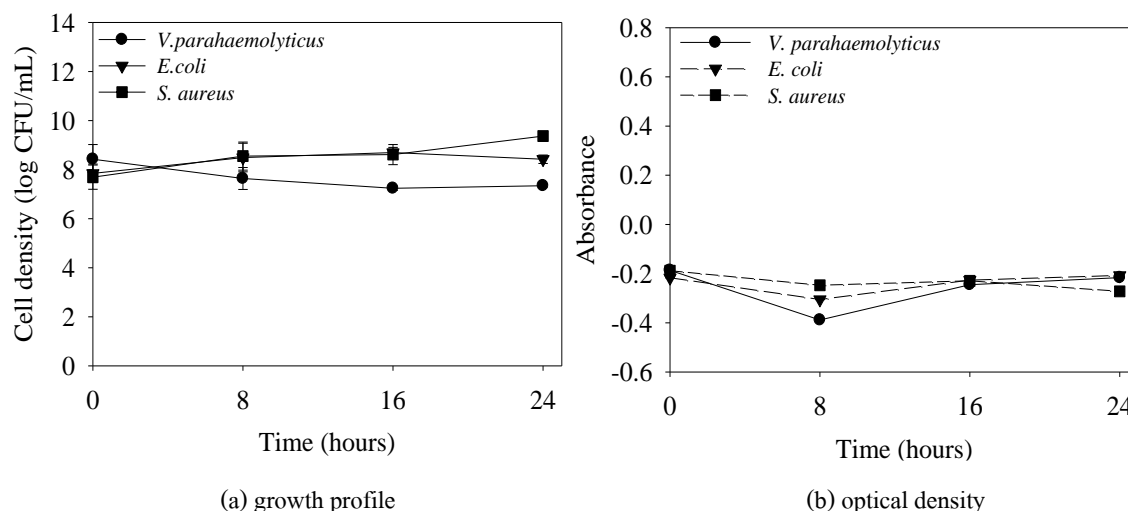 14
12
10
8
6
4
2
0
Cell density (log CFU/mL)
V.parahaemolyticus
E.coli
S. aureus
0 8 16 24
Time (hours)
(a) growth profile
0.8
0.6
0.4
0.2
0.0
-0.2
-0.4
-0.6
Absorbance
V. parahaemolyticus
E. coli
S. aureus
0 8 16 24
Time (hours)
(b) optical density